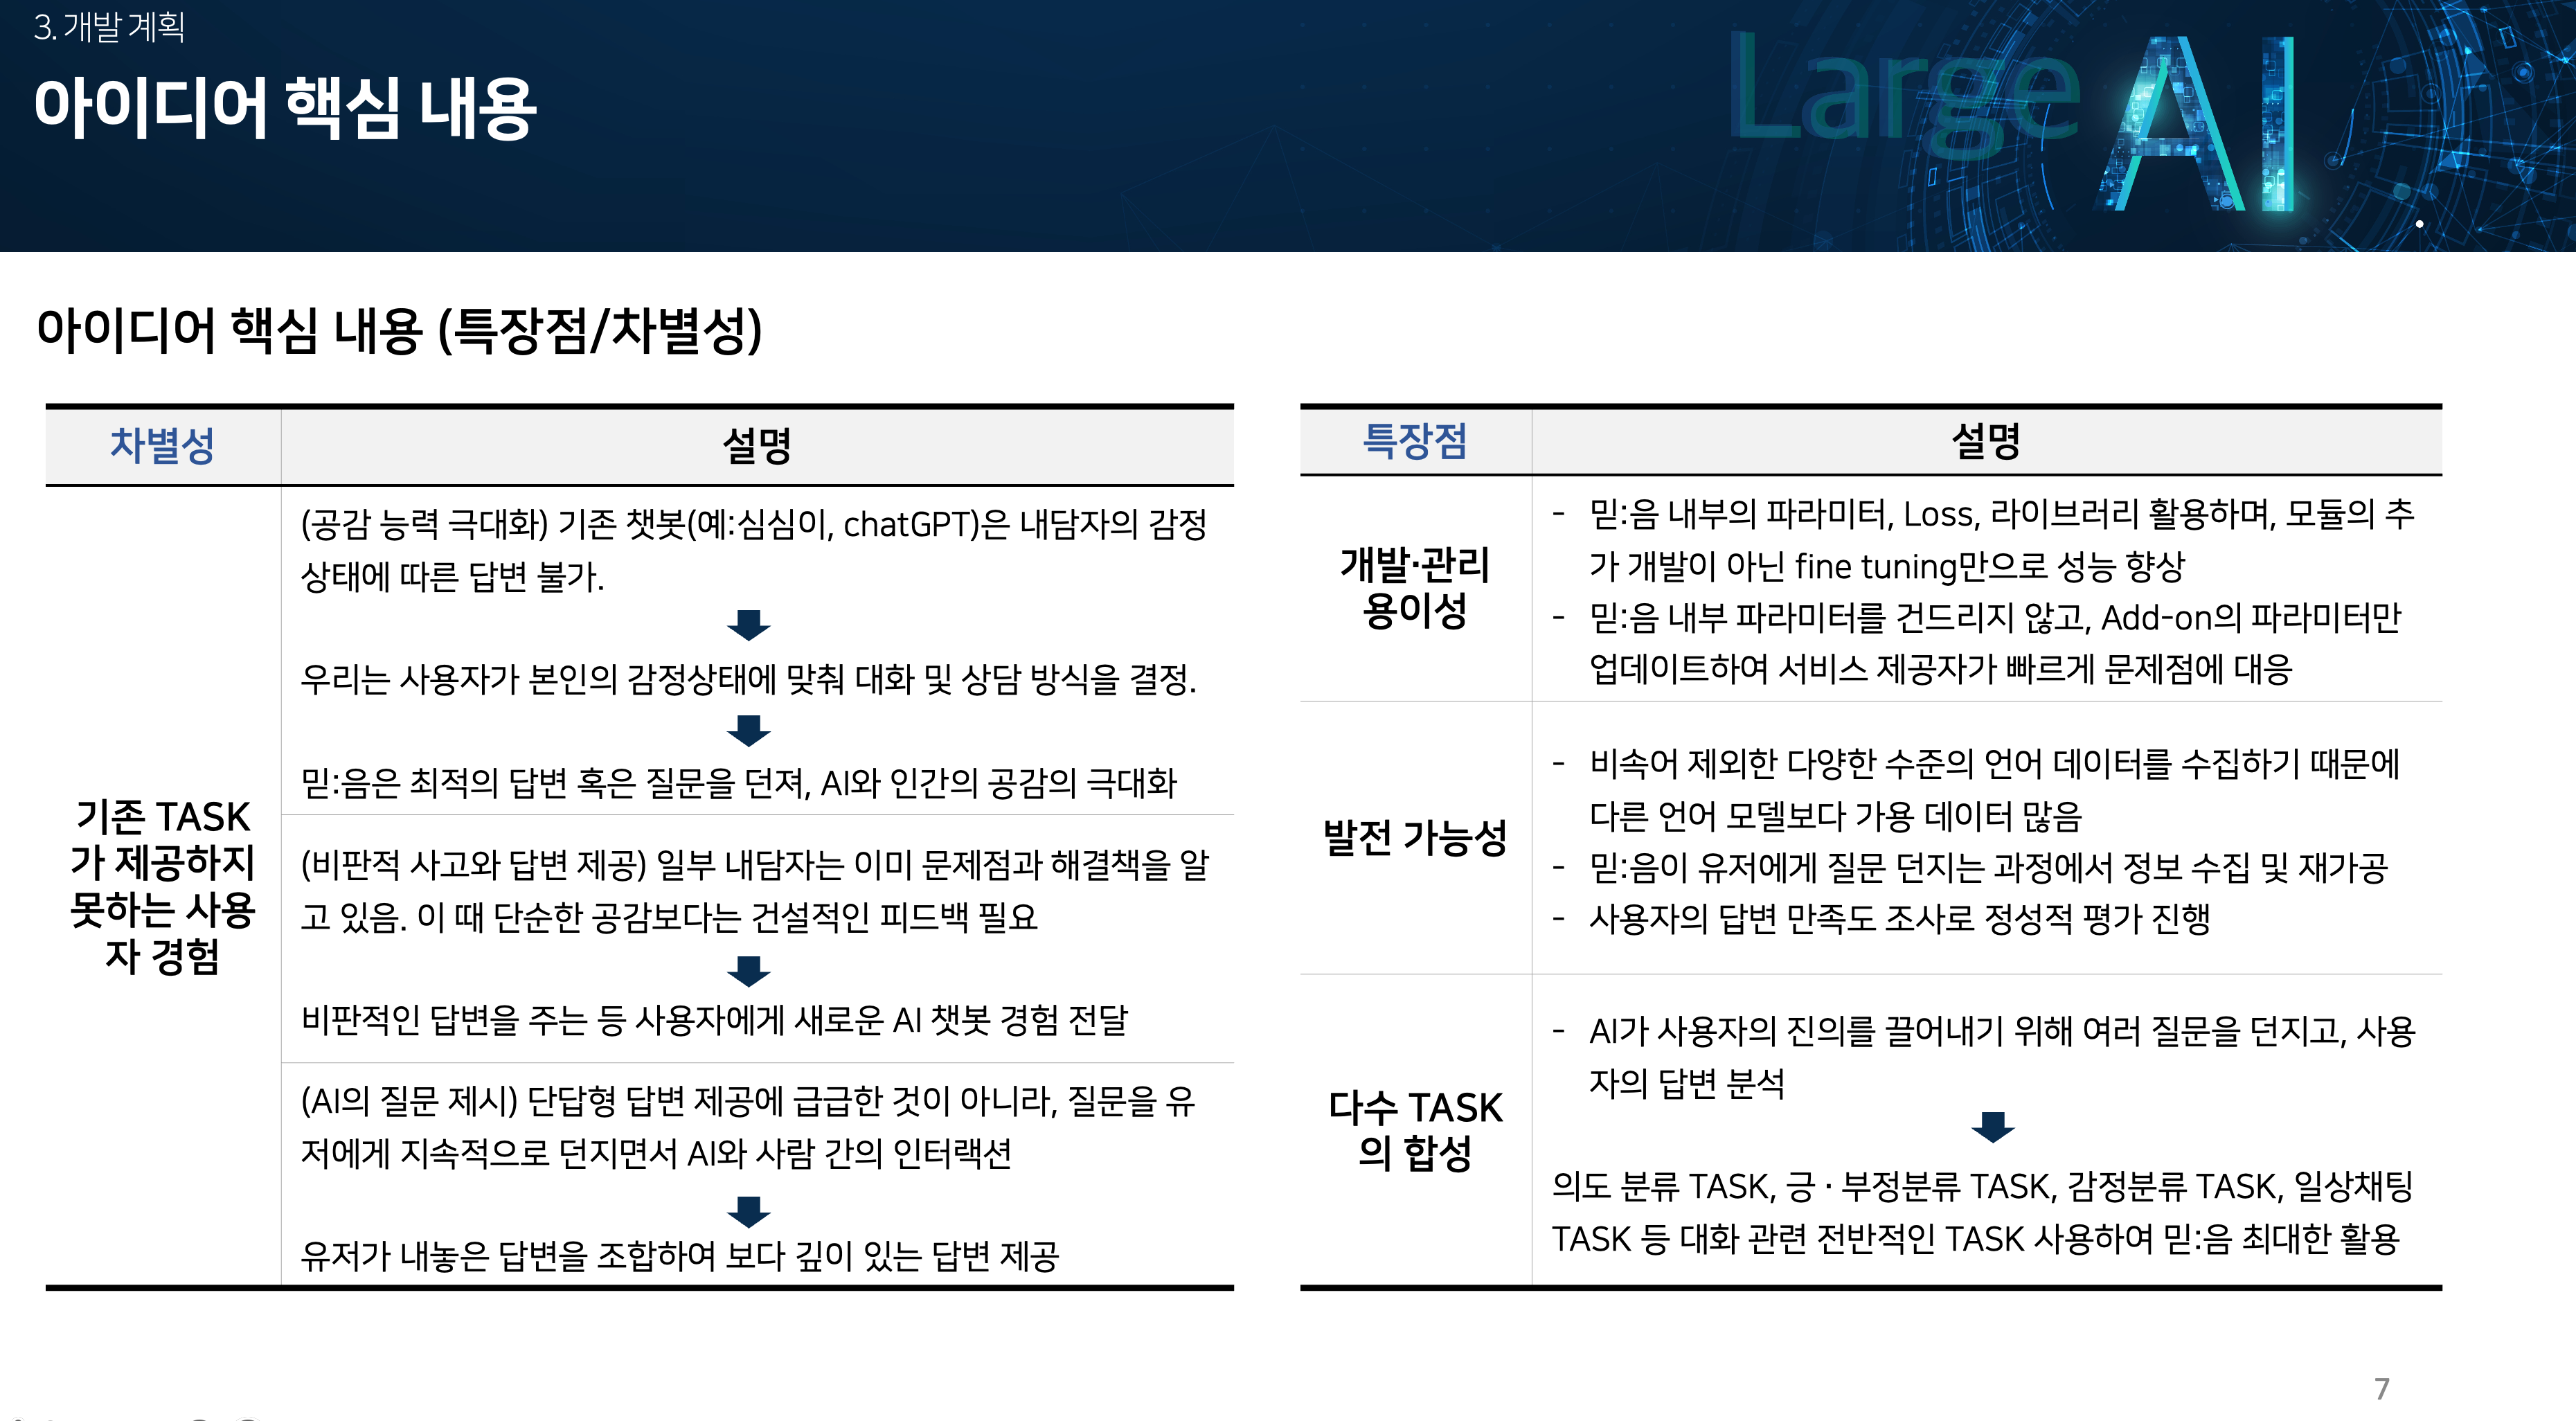 3. 개발 계획
아이디어 핵심 내용
Large
AI
아이디어 핵심 내용 (특장점/차별성)
차별성
설명
기존 TASK
가 제공하지
못하는 사용
자 경험
(공감 능력 극대화) 기존 챗봇(예:심심이, chatGPT)은 내담자의 감정
상태에 따른 답변 불가.
우리는 사용자가 본인의 감정상태에 맞춰 대화 및 상담 방식을 결정.
믿:음은 최적의 답변 혹은 질문을 던져, AI와 인간의 공감의 극대화
(비판적 사고와 답변 제공) 일부 내담자는 이미 문제점과 해결책을 알
고 있음. 이 때 단순한 공감보다는 건설적인 피드백 필요
비판적인 답변을 주는 등 사용자에게 새로운 AI 챗봇 경험 전달
(AI의 질문 제시) 단답형 답변 제공에 급급한 것이 아니라, 질문을 유
저에게 지속적으로 던지면서 AI와 사람 간의 인터랙션
유저가 내놓은 답변을 조합하여 보다 깊이 있는 답변 제공
특장점
설명
개발·관리
용이성
- 믿:음 내부의 파라미터, Loss, 라이브러리 활용하며, 모듈의 추
가 개발이 아닌 fine tuning만으로 성능 향상
- 믿:음 내부 파라미터를 건드리지 않고, Add-on의 파라미터만
업데이트하여 서비스 제공자가 빠르게 문제점에 대응
발전 가능성
- 비속어 제외한 다양한 수준의 언어 데이터를 수집하기 때문에
다른 언어 모델보다 가용 데이터 많음
- 믿:음이 유저에게 질문 던지는 과정에서 정보 수집 및 재가공
- 사용자의 답변 만족도 조사로 정성적 평가 진행
다수 TASK
의 합성
- AI가 사용자의 진의를 끌어내기 위해 여러 질문을 던지고, 사용
자의 답변 분석
의도 분류 TASK, 긍·부정분류 TASK, 감정분류 TASK, 일상채팅
TASK 등 대화 관련 전반적인 TASK 사용하여 믿:음 최대한 활용
7